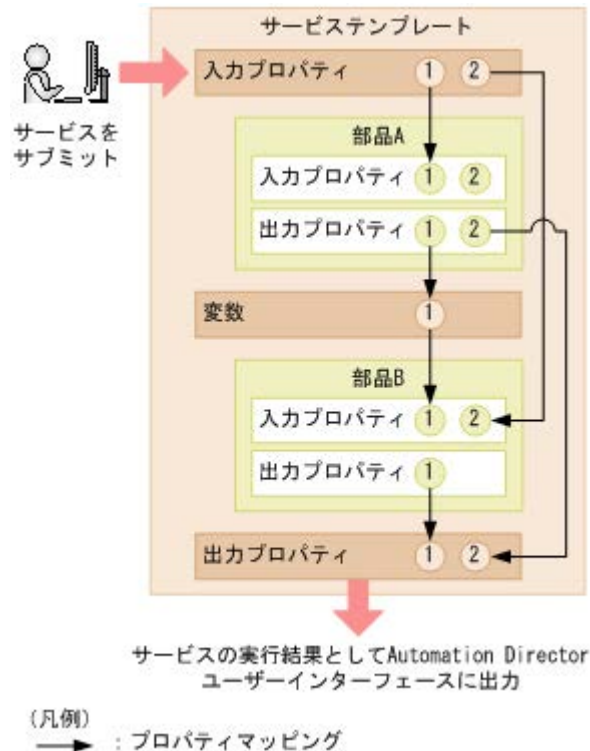 サービステンプレート
入力プロパティ 1 2
サービスを
サブミット
部品A
入力プロパティ 1 2
出力プロパティ 1 2
変数 1
部品B
入力プロパティ 1 2
出力プロパティ 1
出力プロパティ 1 2
サービスの実行結果としてAutomation Director
ユーザーインターフェースに出力
(凡例)
：プロパティマッピング